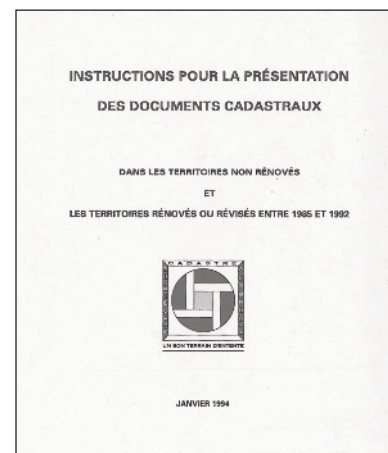 INSTRUCTIONS POUR LA PRÉSENTATION
DES DOCUMENTS CADASTRAUX
DANS LES TERRITOIRES NON RÉNOVÉS
ET
LES TERRITOIRES RÉNOVÉS OU RÉVISÉS ENTRE 1985 ET 1992
CADASTRE
UN BON TERRAIN D'ENTENTE
JANVIER 1994